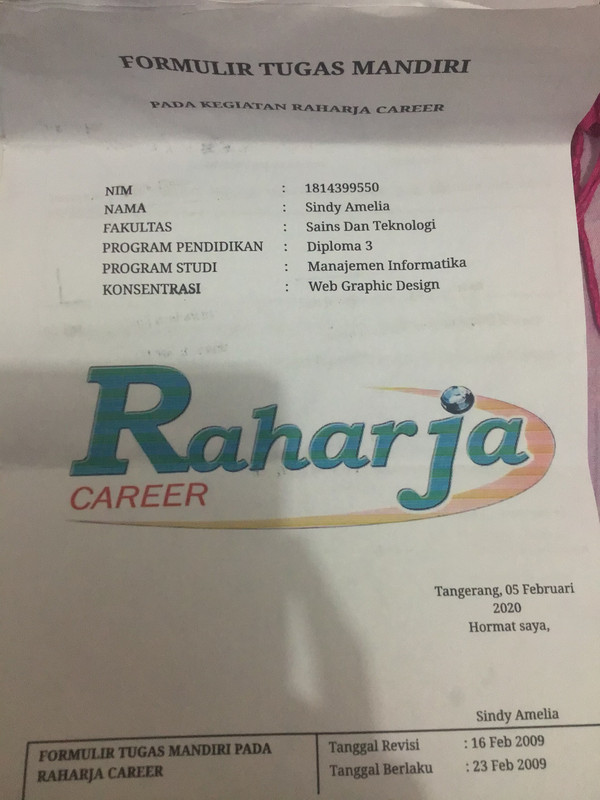 FORMULIR TUGAS MANDIRI
PADA KEGIATAN RAHARJA CAREER
NIM : 1814399550
NAMA : Sindy Amelia
FAKULTAS : Sains Dan Teknologi
PROGRAM PENDIDIKAN : Diploma 3
PROGRAM STUDI : Manajemen Informatika
KONSENTRASI : Web Graphic Design
Raharja
CAREER
Tangerang, 05 Februari
2020
Hormat saya,
Sindy Amelia
FORMULIR TUGAS MANDIRI PADA
RAHARJA CAREER
Tanggal Revisi : 16 Feb 2009
Tanggal Berlaku : 23 Feb 2009